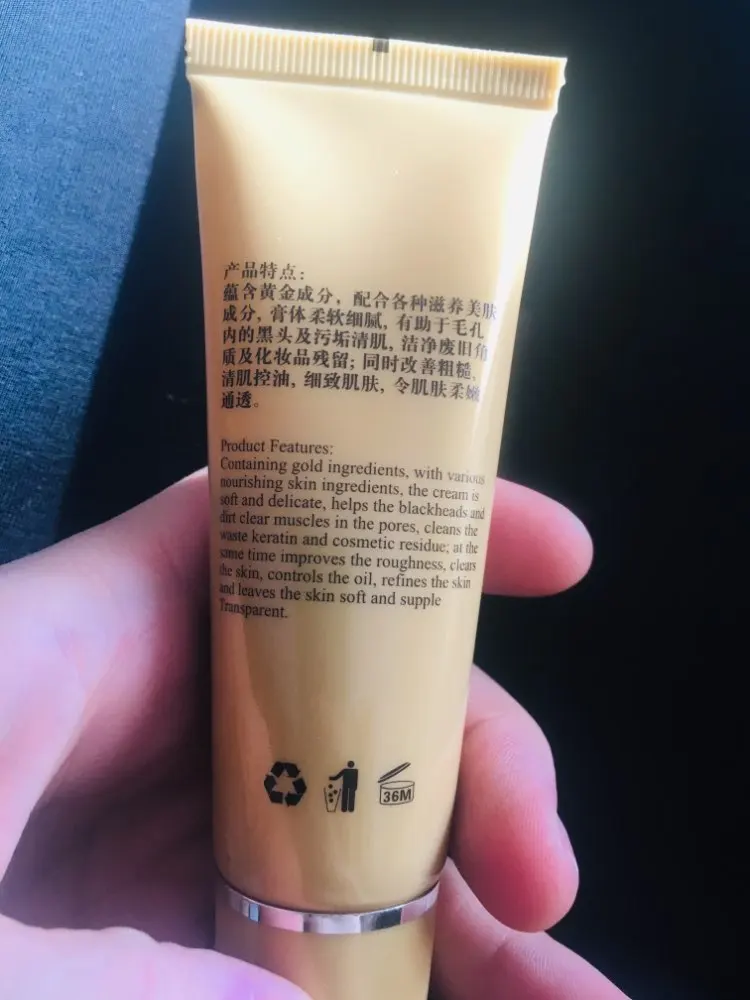 产品特点：
蕴含黄金成分，配合各种滋养美肤
成分，膏体柔软细腻，有助于毛孔
内的黑头及污垢清肌，洁净废旧角
质及化妆品残留；同时改善粗糙、
清肌控油，细致肌肤，令肌肤柔嫩
通透。
Product Features:
Containing gold ingredients, with various
nourishing skin ingredients, the cream is
soft and delicate, helps the blackheads and
dirt clear muscles in the pores, cleans the
waste keratin and cosmetic residue; at the
same time improves the roughness, clears
the skin, controls the oil, refines the skin
and leaves the skin soft and supple
Transparent.
36M